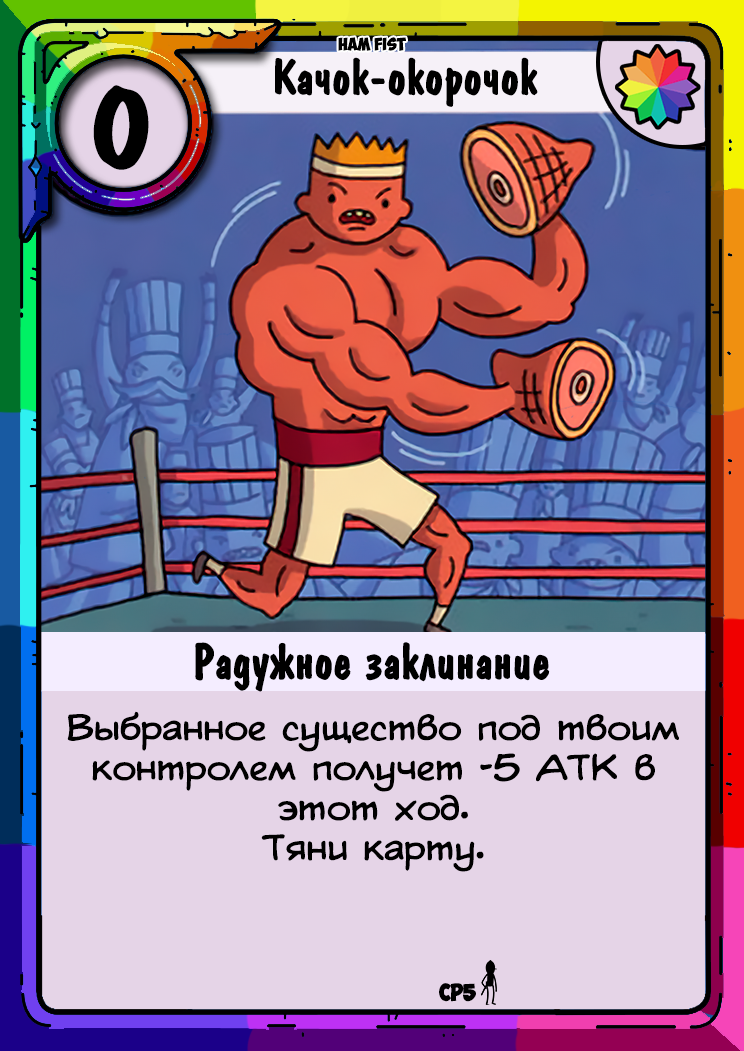 HAM FIST
0
Качок-окорочок
Радужное заклинание
Выбранное существо под твоим
контролем получет -5 АТК в
этот ход.
Тяни карту.
CP5